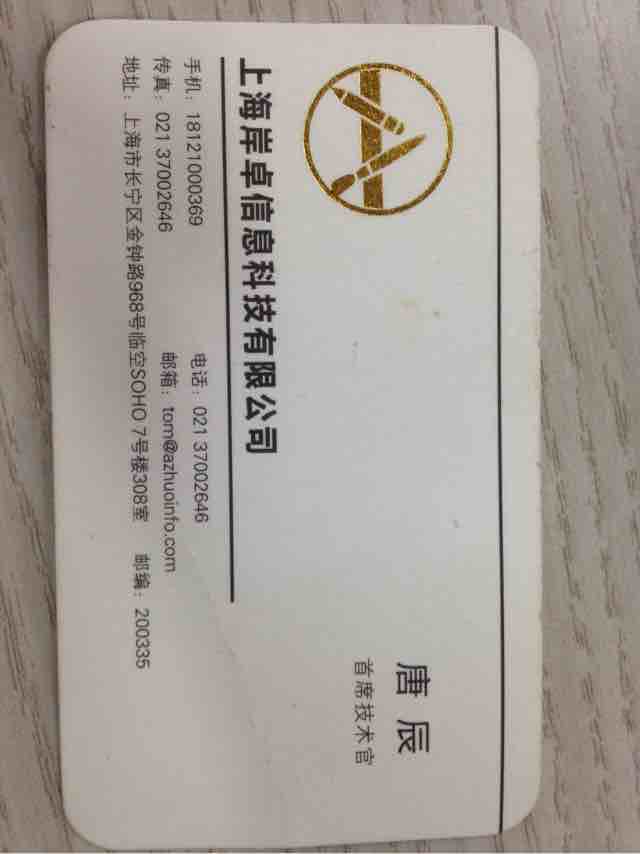 唐辰
首席技术官
上海岸卓信息科技有限公司
手机：18121000369 电话：021 37002646
传真：021 37002646 邮箱：tom@azhuoinfo.com
地址：上海市长宁区金钟路968号临空SOHO 7号楼308室 邮编：200335